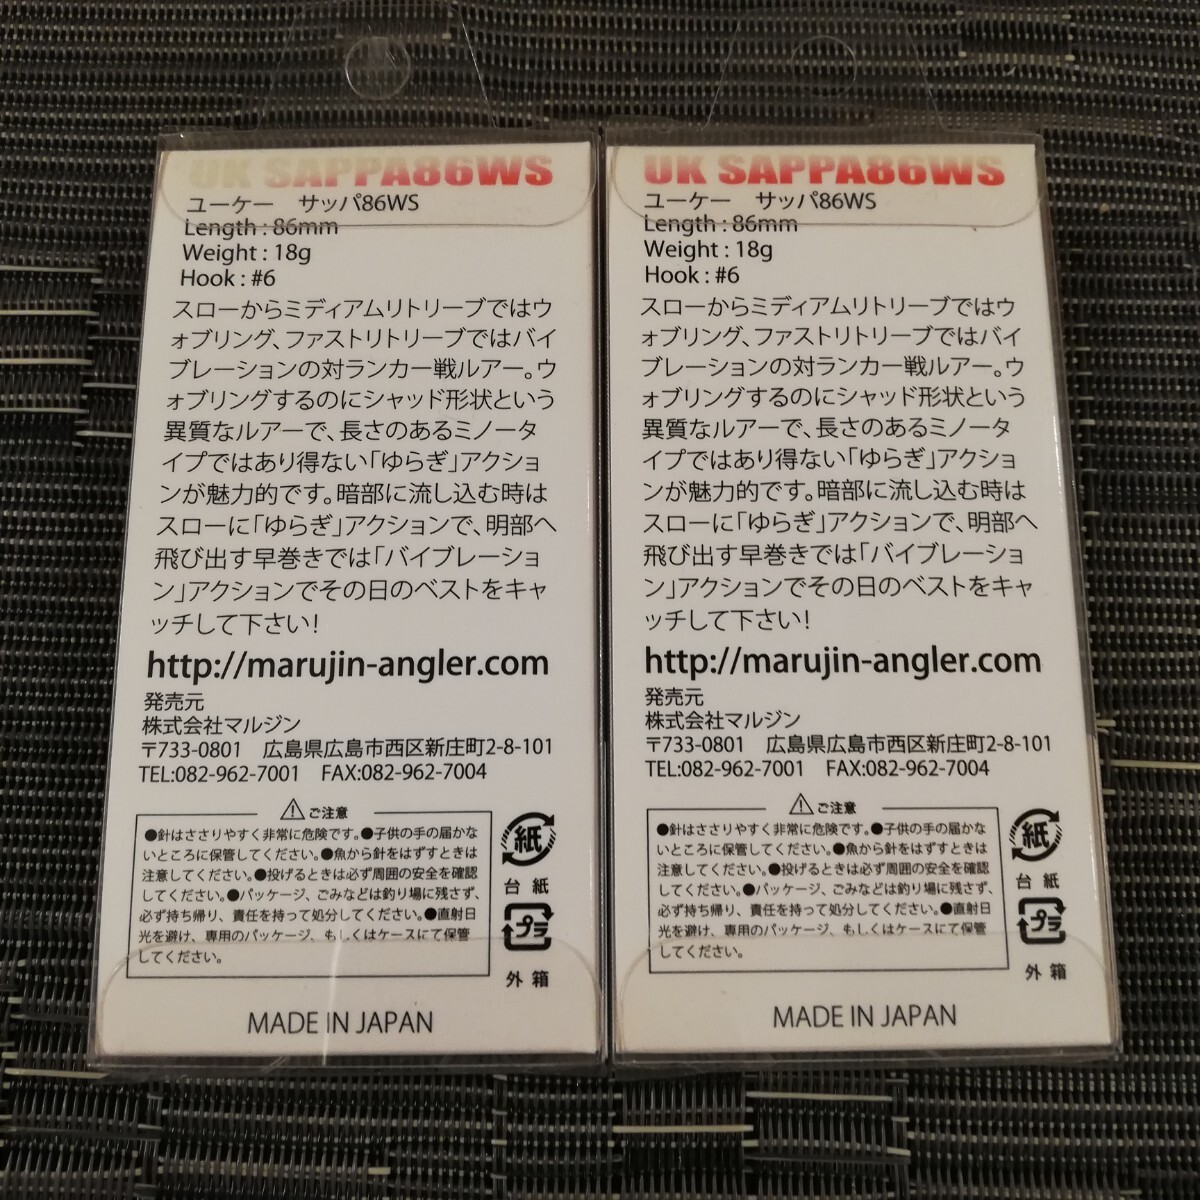 UK SAPPA86WS
ユーケー　サッパ86WS
Length : 86mm
Weight : 18g
Hook : #6
スローからミディアムリトリーブではウ
ォブリング、ファストリトリーブではバイ
ブレーションの対ランカー戦ルアー。ウ
ォブリングするのにシャッド形状という
異質なルアーで、長さのあるミノータ
イプではあり得ない「ゆらぎ」アクショ
ンが魅力的です。暗部に流し込む時は
スローに「ゆらぎ」アクションで、明部へ
飛び出す早巻きでは「バイブレーショ
ン」アクションでその日のベストをキャ
ッチして下さい!
http://marujin-angler.com
発売元
株式会社マルジン
〒733-0801　広島県広島市西区新庄町2-8-101
TEL:082-962-7001　FAX:082-962-7004
ご注意
●針はささりやすく非常に危険です。●子供の手の届かな
いところに保管してください。●魚から針をはずすときは
注意してください。●投げるときは必ず周囲の安全を確認
してください。●パッケージ、ごみなどは釣り場に残さず、
必ず持ち帰り、責任を持って処分してください。●直射日
光を避け、専用のパッケージ、もしくはケースにて保管
してください。
紙
台紙
プラ
外箱
MADE IN JAPAN
UK SAPPA86WS
ユーケー　サッパ86WS
Length : 86mm
Weight : 18g
Hook : #6
スローからミディアムリトリーブではウ
ォブリング、ファストリトリーブではバイ
ブレーションの対ランカー戦ルアー。ウ
ォブリングするのにシャッド形状という
異質なルアーで、長さのあるミノータ
イプではあり得ない「ゆらぎ」アクショ
ンが魅力的です。暗部に流し込む時は
スローに「ゆらぎ」アクションで、明部へ
飛び出す早巻きでは「バイブレーショ
ン」アクションでその日のベストをキャ
ッチして下さい!
http://marujin-angler.com
発売元
株式会社マルジン
〒733-0801　広島県広島市西区新庄町2-8-101
TEL:082-962-7001　FAX:082-962-7004
ご注意
●針はささりやすく非常に危険です。●子供の手の届かな
いところに保管してください。●魚から針をはずすときは
注意してください。●投げるときは必ず周囲の安全を確認
してください。●パッケージ、ごみなどは釣り場に残さず、
必ず持ち帰り、責任を持って処分してください。●直射日
光を避け、専用のパッケージ、もしくはケースにて保管
してください。
紙
台紙
プラ
外箱
MADE IN JAPAN